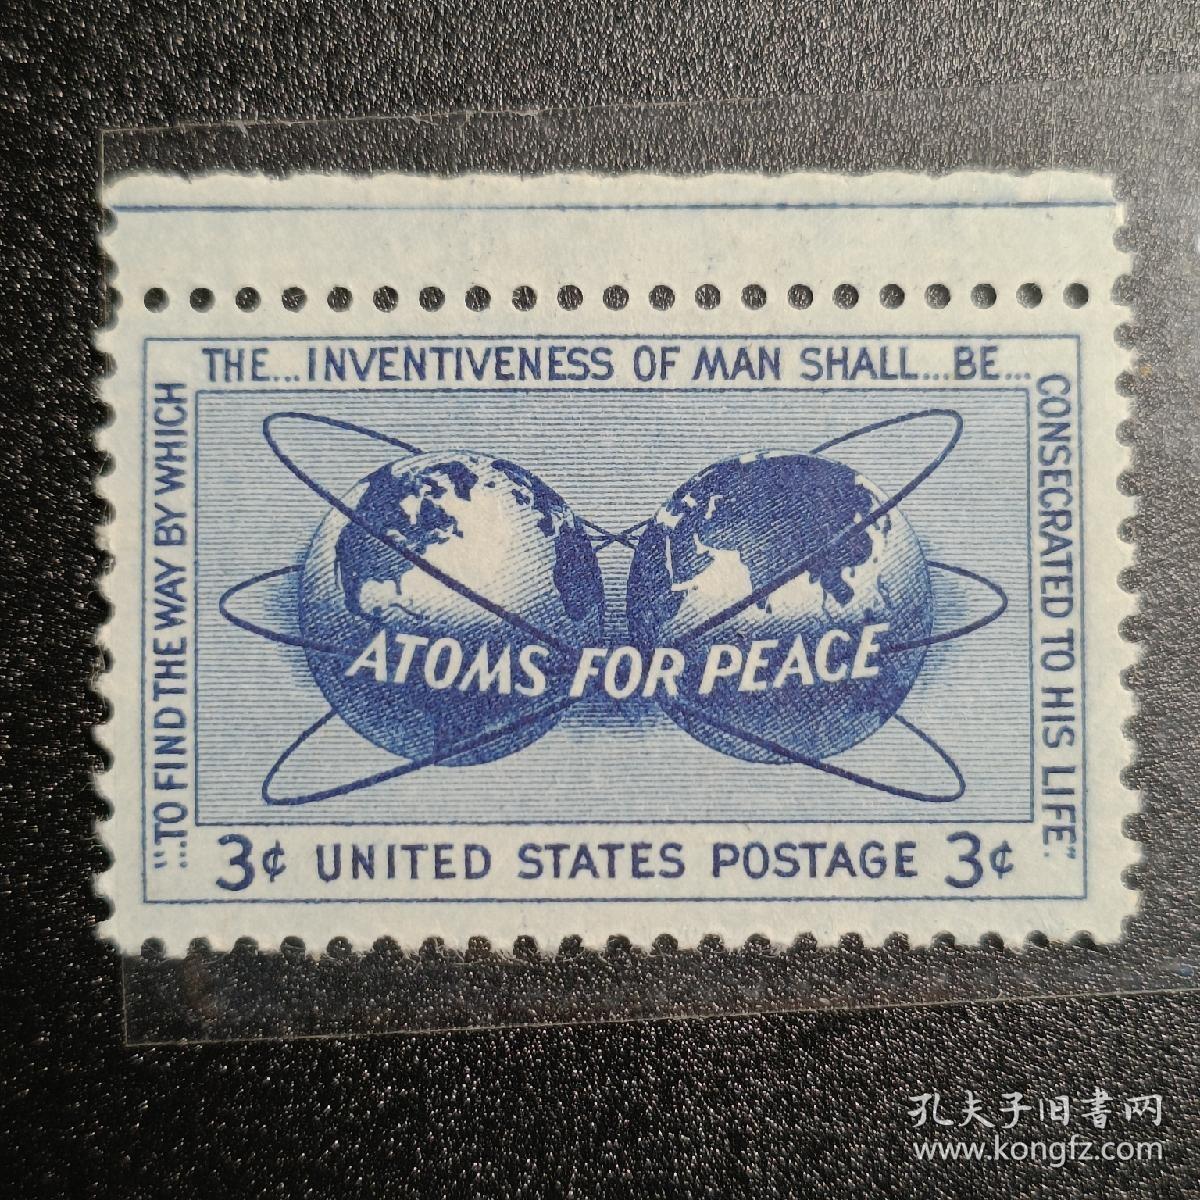 "...TO FIND THE WAY BY WHICH
THE...INVENTIVENESS OF MAN SHALL...BE...
CONSECRATED TO HIS LIFE."
ATOMS FOR PEACE
3¢ UNITED STATES POSTAGE 3¢
孔夫子旧書网
www.kongfz.com